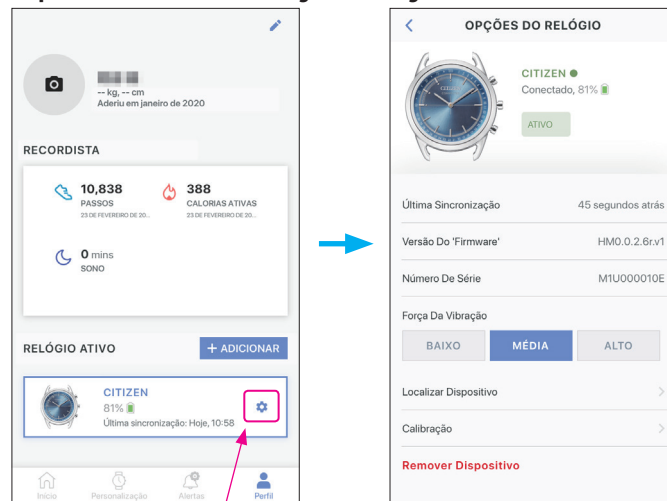 -- kg, -- cm
Aderiu em janeiro de 2020
RECORDISTA
10,838
PASSOS
23 DE FEVEREIRO DE 20...
388
CALORIAS ATIVAS
23 DE FEVEREIRO DE 20...
0 mins
SONO
RELÓGIO ATIVO
+ ADICIONAR
CITIZEN
81%
Última sincronização: Hoje, 10:58
Início
Personalização
Alertas
Perfil
OPÇÕES DO RELÓGIO
CITIZEN
Conectado, 81%
ATIVO
Última Sincronização 45 segundos atrás
Versão Do 'Firmware' HM0.0.2.6r.v1
Número De Série M1U000010E
Força Da Vibração
BAIXO MÉDIA ALTO
Localizar Dispositivo
Calibração
Remover Dispositivo